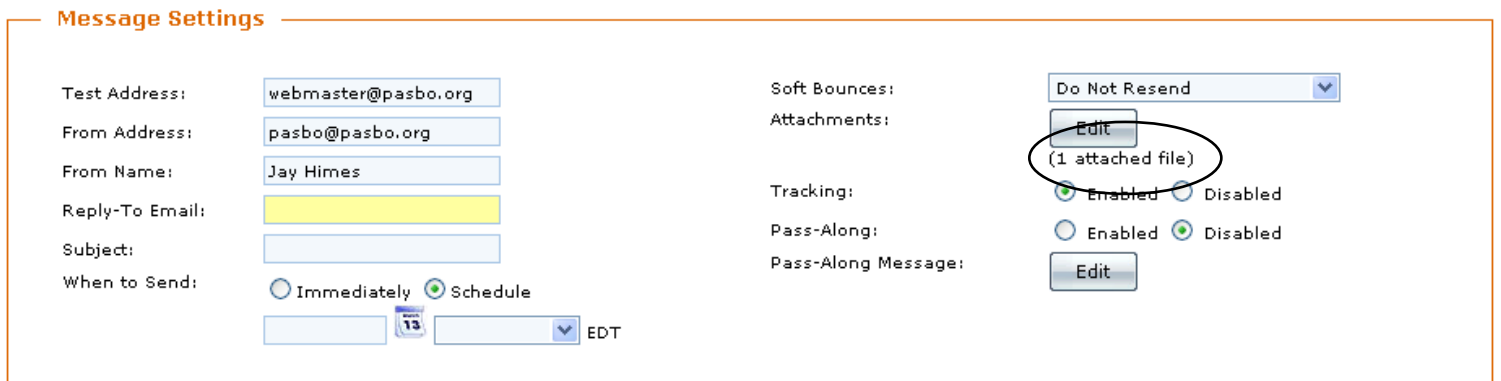 Message Settings
Test Address: webmaster@pasbo.org
From Address: pasbo@pasbo.org
From Name: Jay Himes
Reply-To Email:
Subject:
When to Send: Immediately Schedule
13 EDT
Soft Bounces: Do Not Resend
Attachments: Edit
(1 attached file)
Tracking: Enabled Disabled
Pass-Along: Enabled Disabled
Pass-Along Message: Edit